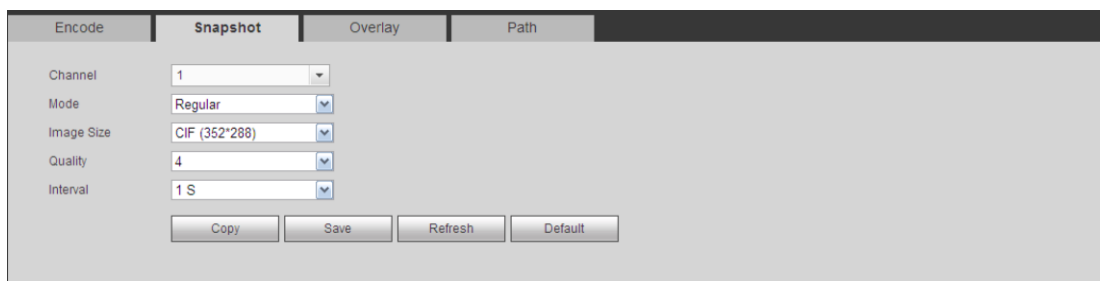 Encode Snapshot Overlay Path
Channel 1
Mode Regular
Image Size CIF (352*288)
Quality 4
Interval 1 S
Copy Save Refresh Default